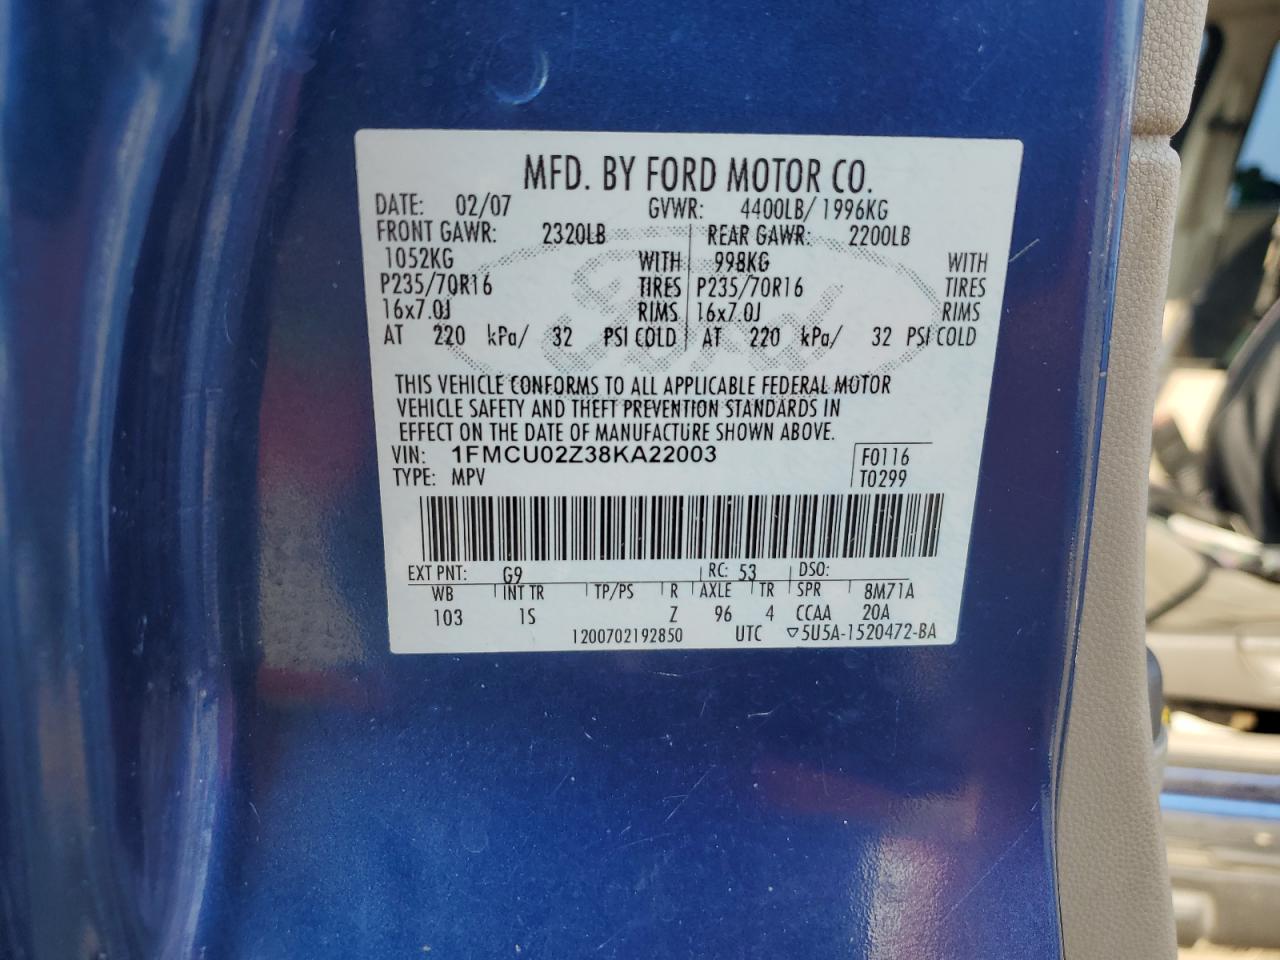 MFD. BY FORD MOTOR CO.
DATE: 02/07 GVWR: 4400LB/ 1996KG
FRONT GAWR: 2320LB REAR GAWR: 2200LB
1052KG WITH 998KG WITH
P235/70R16 TIRES P235/70R16 TIRES
16x7.0J RIMS 16x7.0J RIMS
AT 220 kPa/ 32 PSI COLD AT 220 kPa/ 32 PSI COLD
Ford
THIS VEHICLE CONFORMS TO ALL APPLICABLE FEDERAL MOTOR
VEHICLE SAFETY AND THEFT PREVENTION STANDARDS IN
EFFECT ON THE DATE OF MANUFACTURE SHOWN ABOVE.
VIN: 1FMCU02Z38KA22003 F0116
TYPE: MPV T0299
EXT PNT: G9 RC: 53 DSO:
WB INT TR TP/PS R AXLE TR SPR 8M71A
103 1S Z 96 4 CCAA 20A
1200702192850 UTC ▽5U5A-1520472-BA